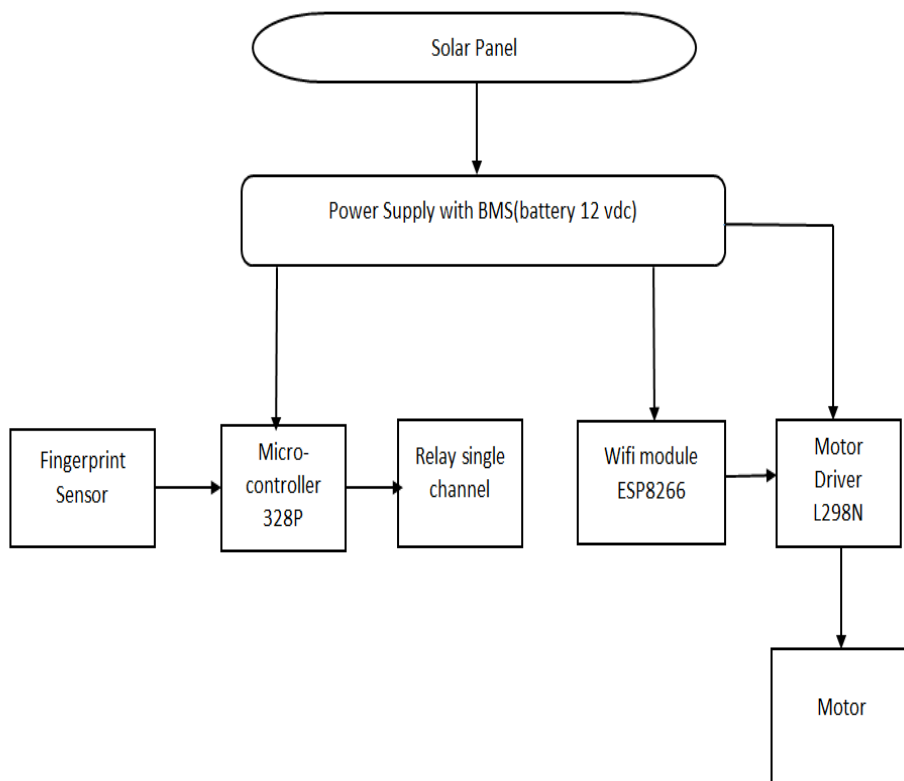 Solar Panel
Power Supply with BMS(battery 12 vdc)
Fingerprint
Sensor
Micro-
controller
328P
Relay single
channel
Wifi module
ESP8266
Motor
Driver
L298N
Motor